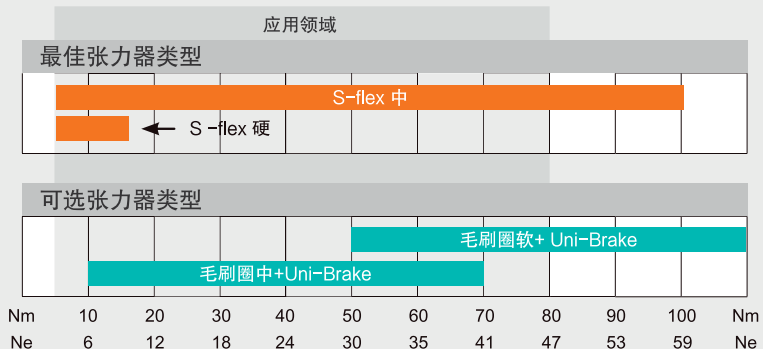 应用领域
最佳张力器类型
S-flex 中
S -flex 硬
可选张力器类型
毛刷圈软+ Uni-Brake
毛刷圈中+Uni-Brake
Nm 10 20 30 40 50 60 70 80 90 100 Nm
Ne 6 12 18 24 30 35 41 47 53 59 Ne